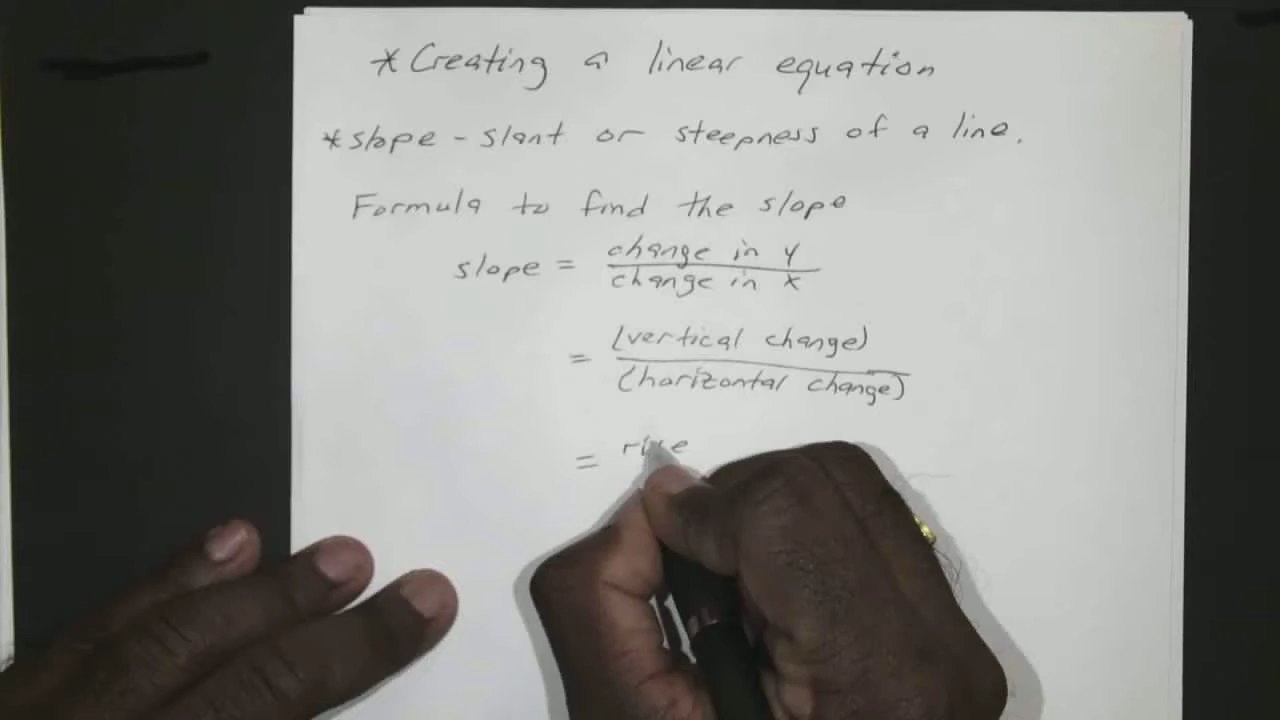 *Creating a linear equation
*slope - slant or steepness of a line.
Formula to find the slope
slope = change in y
change in x
= (vertical change)
(horizontal change)
= rise